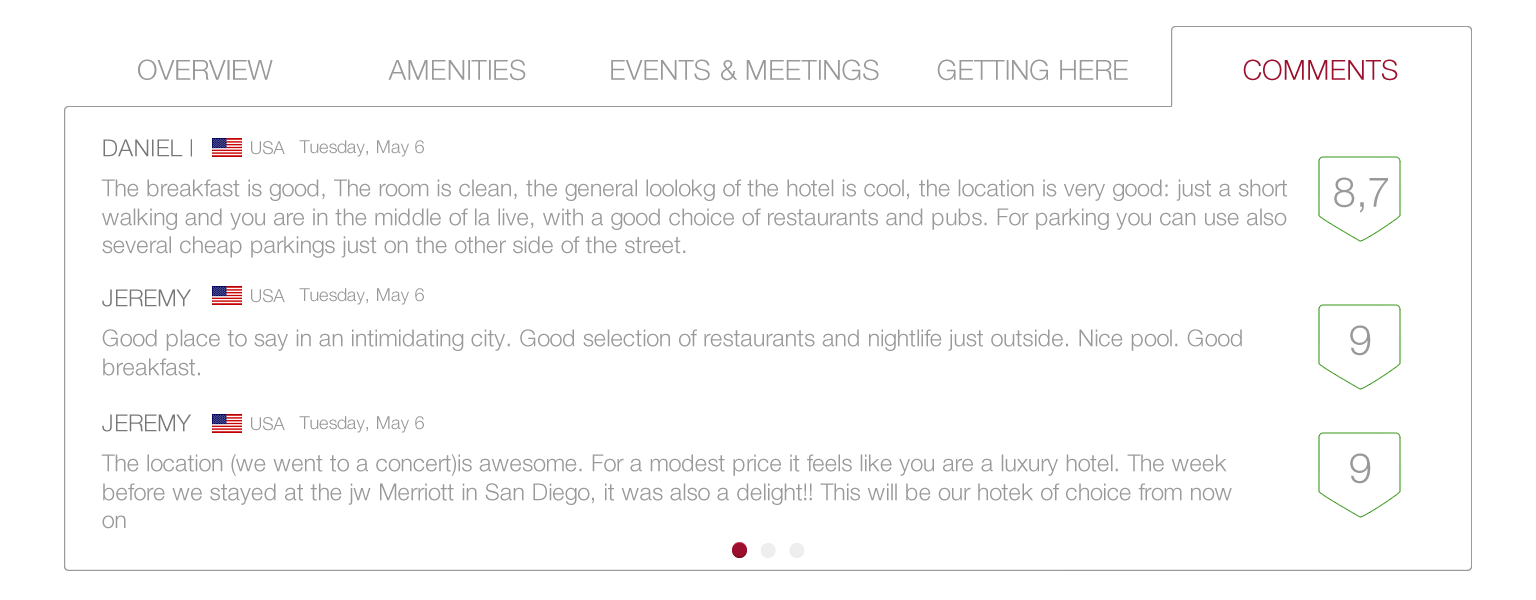 OVERVIEW AMENITIES EVENTS & MEETINGS GETTING HERE COMMENTS
DANIEL I USA Tuesday, May 6
The breakfast is good, The room is clean, the general loolokg of the hotel is cool, the location is very good: just a short
walking and you are in the middle of la live, with a good choice of restaurants and pubs. For parking you can use also
several cheap parkings just on the other side of the street.
8,7
JEREMY USA Tuesday, May 6
Good place to say in an intimidating city. Good selection of restaurants and nightlife just outside. Nice pool. Good
breakfast.
9
JEREMY USA Tuesday, May 6
The location (we went to a concert)is awesome. For a modest price it feels like you are a luxury hotel. The week
before we stayed at the jw Merriott in San Diego, it was also a delight!! This will be our hotek of choice from now
on
9